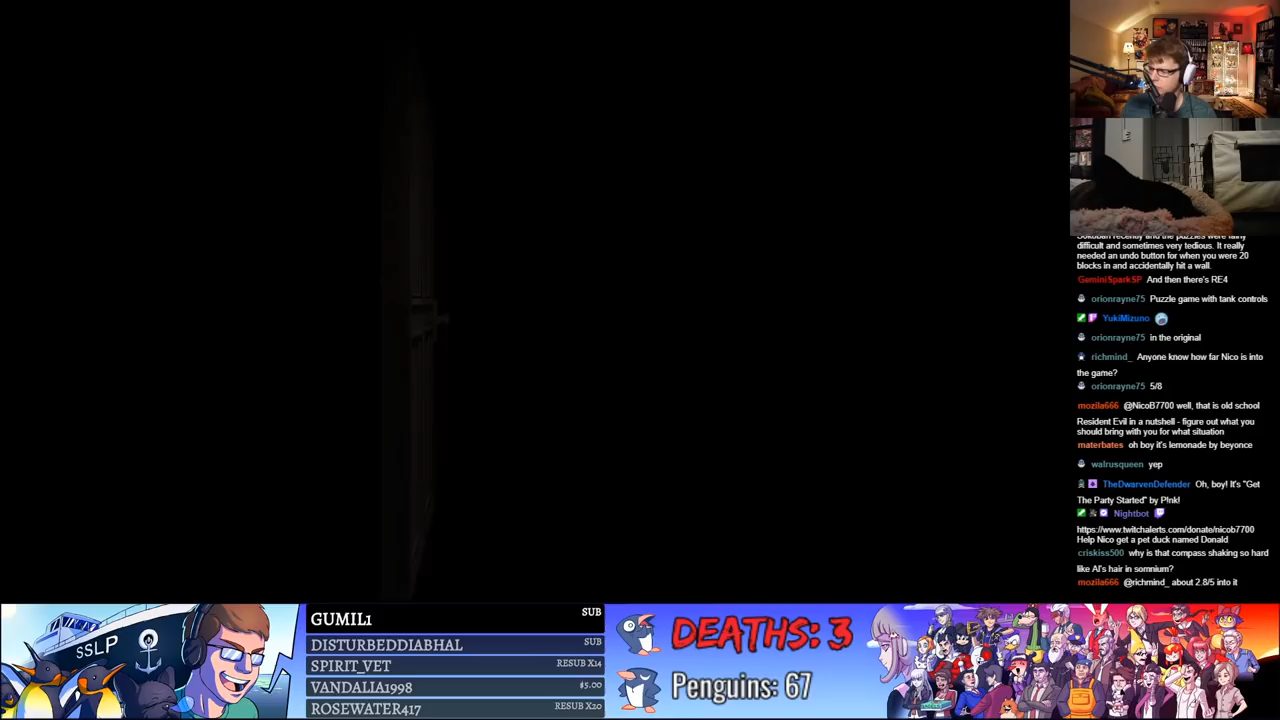 Sokoban recently and the puzzles were fairly
difficult and sometimes very tedious. It really
needed an undo button for when you were 20
blocks in and accidentally hit a wall.
GeminiSparkSP And then there's RE4
orionrayne75 Puzzle game with tank controls
YukiMizuno
orionrayne75 in the original
richmind_ Anyone know how far Nico is into
the game?
orionrayne75 5/8
mozila666 @NicoB7700 well, that is old school
Resident Evil in a nutshell - figure out what you
should bring with you for what situation
materbates oh boy it's lemonade by beyonce
walrusqueen yep
TheDwarvenDefender Oh, boy! It's "Get
The Party Started" by P!nk!
Nightbot
https://www.twitchalerts.com/donate/nicob7700
Help Nico get a pet duck named Donald
criskiss500 why is that compass shaking so hard
like AI's hair in somnium?
mozila666 @richmind_ about 2.8/5 into it
SSLP
GUMIL1 SUB
DISTURBEDDIABHAL SUB
SPIRIT_VET RESUB X14
VANDALIA1998 $5.00
ROSEWATER417 RESUB X20
DEATHS: 3
Penguins: 67